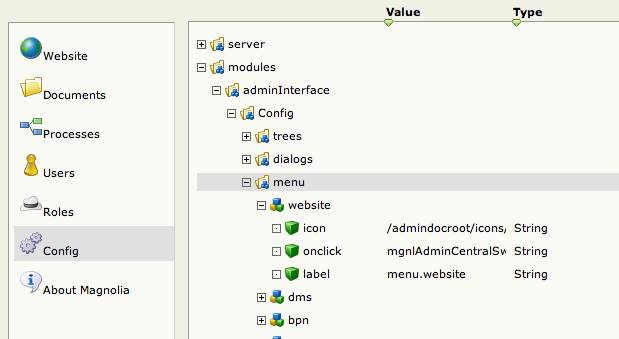 Value Type
Website
Documents
Processes
Users
Roles
Config
About Magnolia
server
modules
adminInterface
Config
trees
dialogs
menu
website
icon /admindocroot/icons, String
onclick mgnlAdminCentralSw String
label menu.website String
dms
bpn